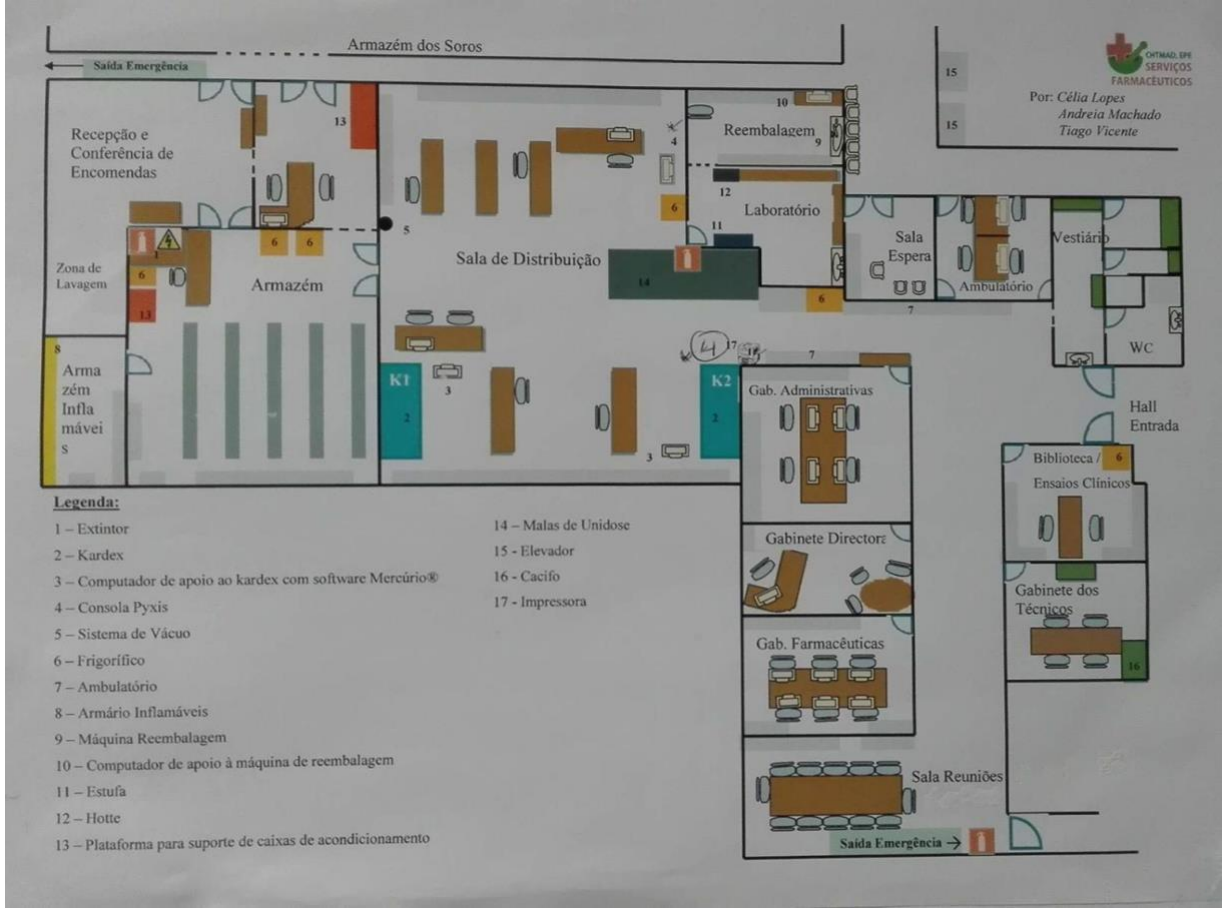 Armazém dos Soros
Saída Emergência
CHTMAD, EPE
SERVIÇOS
FARMACÊUTICOS
Por: Célia Lopes
Andreia Machado
Tiago Vicente
15
15
Recepção e
Conferência de
Encomendas
13
10
Reembalagem
9
4
12
Laboratório
11
6
5
Sala
Espera
Ambulatório
Vestiário
WC
7
Zona de
Lavagem
1
6
13
6
6
Armazém
Sala de Distribuição
14
6
8
Arma
zém
Infla
mávei
s
K1
2
3
K2
2
3
4
17
7
Gab. Administrativas
Hall
Entrada
Biblioteca /
Ensaios Clínicos
6
Gabinete Directora
Gabinete dos
Técnicos
16
Gab. Farmacêuticas
Sala Reuniões
Saída Emergência
Legenda:
1 – Extintor
2 – Kardex
3 – Computador de apoio ao kardex com software Mercúrio®
4 – Consola Pyxis
5 – Sistema de Vácuo
6 – Frigorífico
7 – Ambulatório
8 – Armário Inflamáveis
9 – Máquina Reembalagem
10 – Computador de apoio à máquina de reembalagem
11 – Estufa
12 – Hotte
13 – Plataforma para suporte de caixas de acondicionamento
14 – Malas de Unidose
15 - Elevador
16 - Cacifo
17 - Impressora